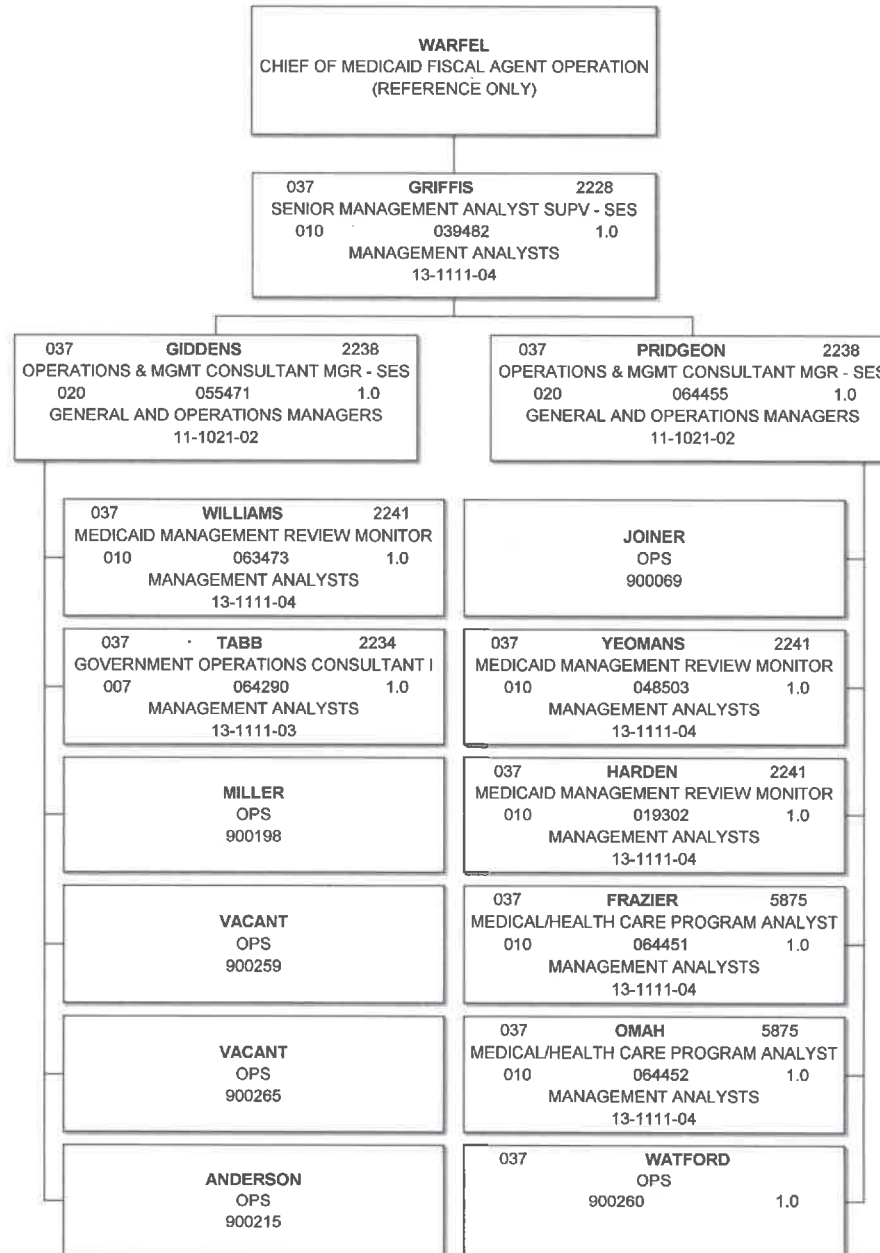 WARFEL
CHIEF OF MEDICAID FISCAL AGENT OPERATION
(REFERENCE ONLY)
037 GRIFFIS 2228
SENIOR MANAGEMENT ANALYST SUPV - SES
010 039482 1.0
MANAGEMENT ANALYSTS
13-1111-04
037 GIDDENS 2238
OPERATIONS & MGMT CONSULTANT MGR - SES
020 055471 1.0
GENERAL AND OPERATIONS MANAGERS
11-1021-02
037 PRIDGEON 2238
OPERATIONS & MGMT CONSULTANT MGR - SES
020 064455 1.0
GENERAL AND OPERATIONS MANAGERS
11-1021-02
037 WILLIAMS 2241
MEDICAID MANAGEMENT REVIEW MONITOR
010 063473 1.0
MANAGEMENT ANALYSTS
13-1111-04
037 TABB 2234
GOVERNMENT OPERATIONS CONSULTANT I
007 064290 1.0
MANAGEMENT ANALYSTS
13-1111-03
MILLER
OPS
900198
VACANT
OPS
900259
VACANT
OPS
900265
ANDERSON
OPS
900215
JOINER
OPS
900069
037 YEOMANS 2241
MEDICAID MANAGEMENT REVIEW MONITOR
010 048503 1.0
MANAGEMENT ANALYSTS
13-1111-04
037 HARDEN 2241
MEDICAID MANAGEMENT REVIEW MONITOR
010 019302 1.0
MANAGEMENT ANALYSTS
13-1111-04
037 FRAZIER 5875
MEDICAL/HEALTH CARE PROGRAM ANALYST
010 064451 1.0
MANAGEMENT ANALYSTS
13-1111-04
037 OMAH 5875
MEDICAL/HEALTH CARE PROGRAM ANALYST
010 064452 1.0
MANAGEMENT ANALYSTS
13-1111-04
037 WATFORD
OPS
900260 1.0